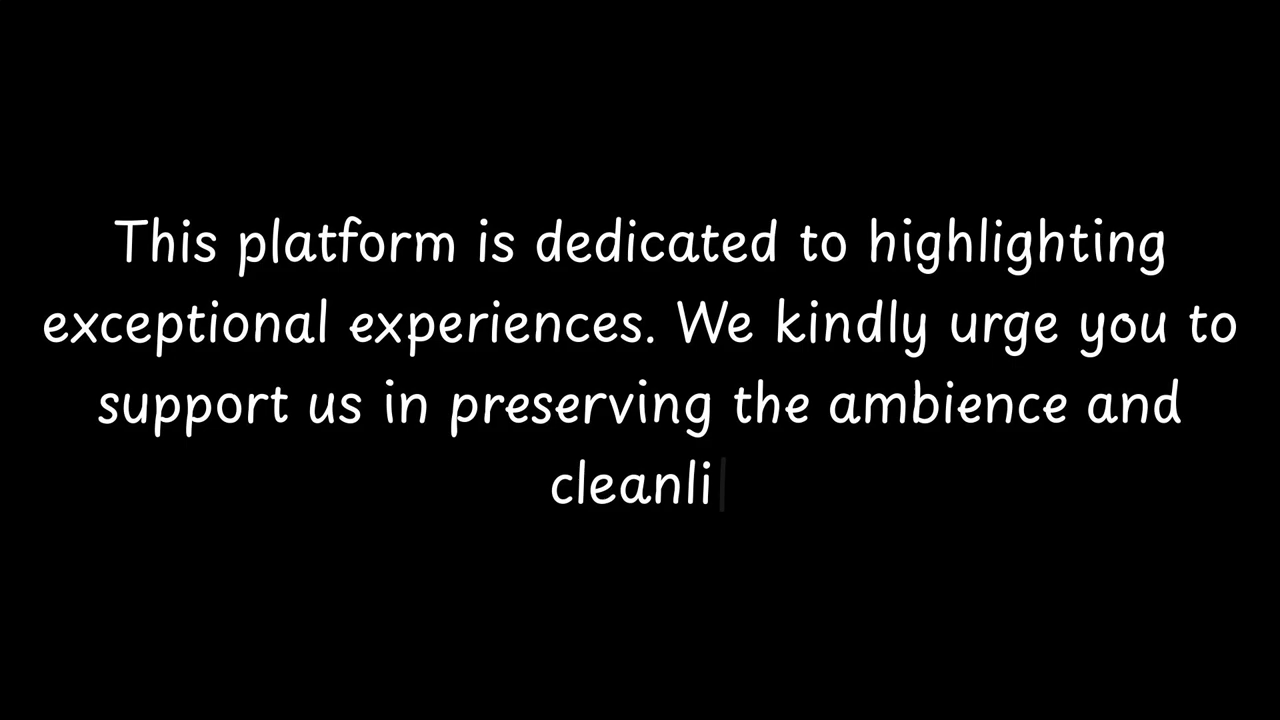 This platform is dedicated to highlighting
exceptional experiences. We kindly urge you to
support us in preserving the ambience and
cleanli